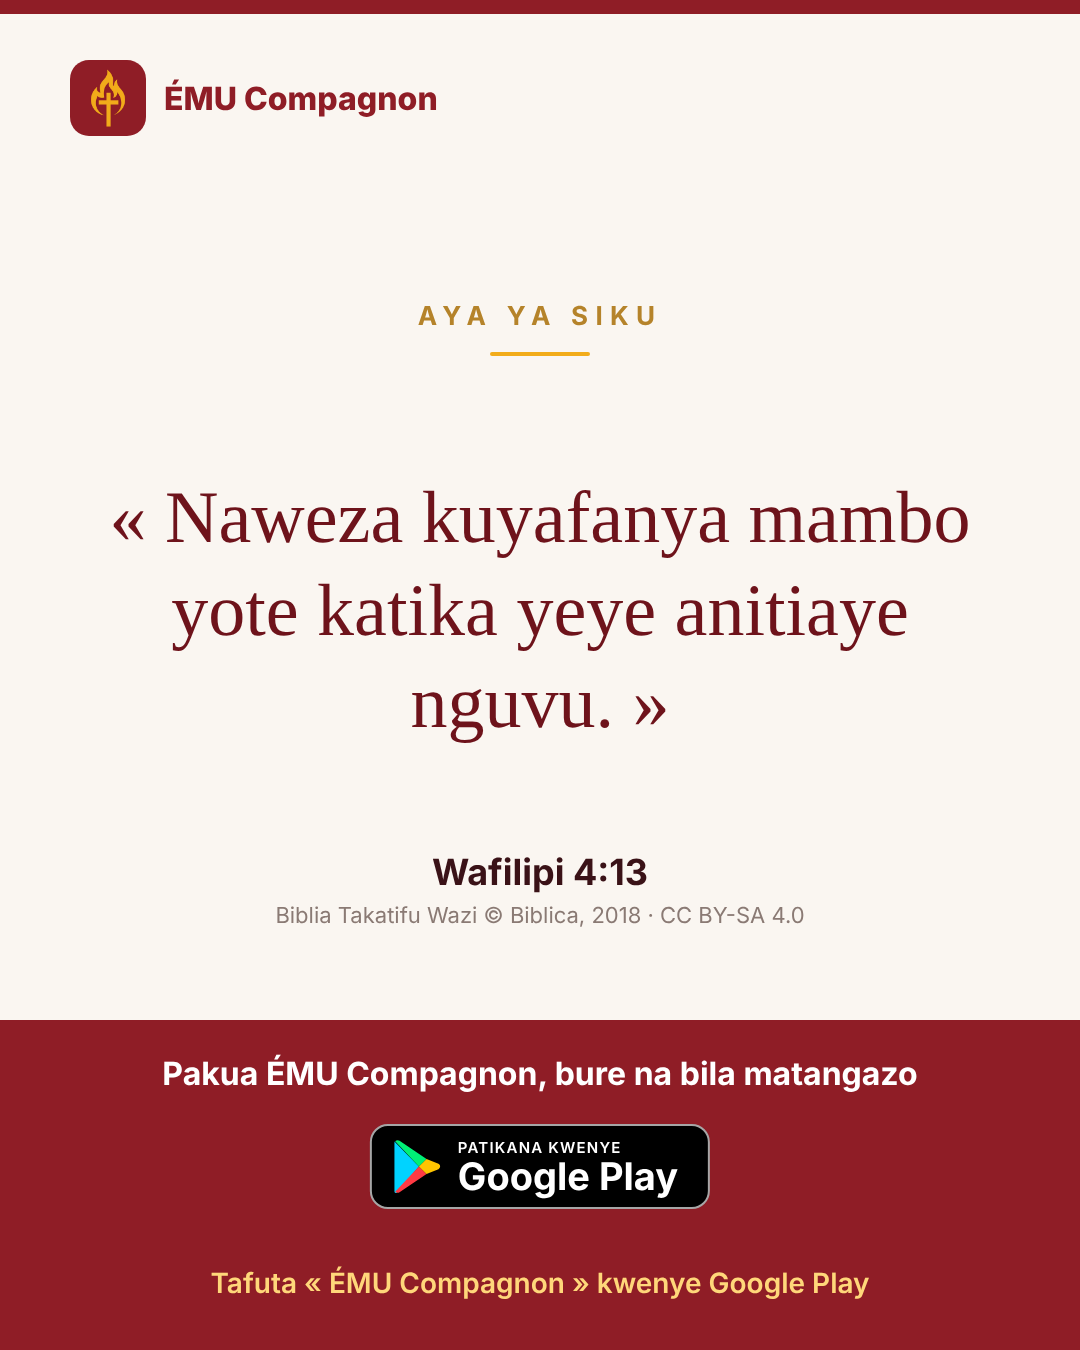 ÉMU Compagnon
AYA YA SIKU
« Naweza kuyafanya mambo
yote katika yeye anitiaye
nguvu. »
Wafilipi 4:13
Biblia Takatifu Wazi © Biblica, 2018 · CC BY-SA 4.0
Pakua ÉMU Compagnon, bure na bila matangazo
PATIKANA KWENYE
Google Play
Tafuta « ÉMU Compagnon » kwenye Google Play